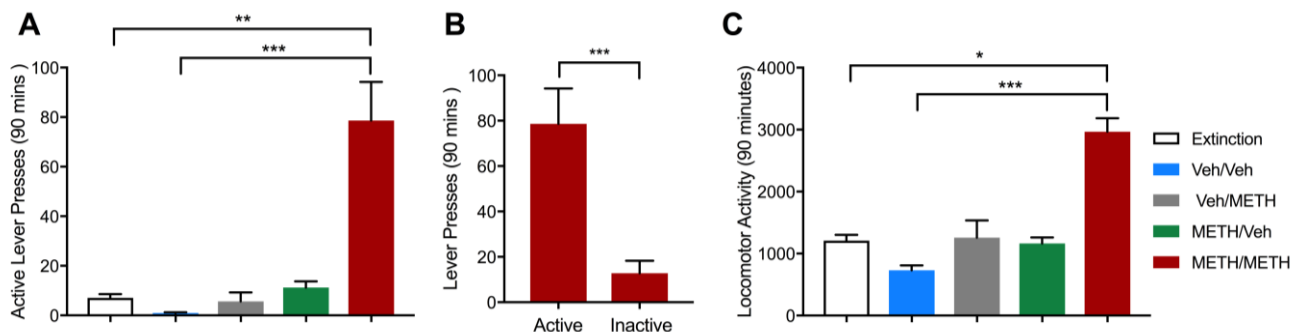 A
B
C
**
***
Active Lever Presses (90 mins )
100
80
60
40
20
0
***
Lever Presses (90 mins )
100
80
60
40
20
0
Active Inactive
*
***
Locomotor Activity (90 minutes)
4000
3000
2000
1000
0
Extinction
Veh/Veh
Veh/METH
METH/Veh
METH/METH